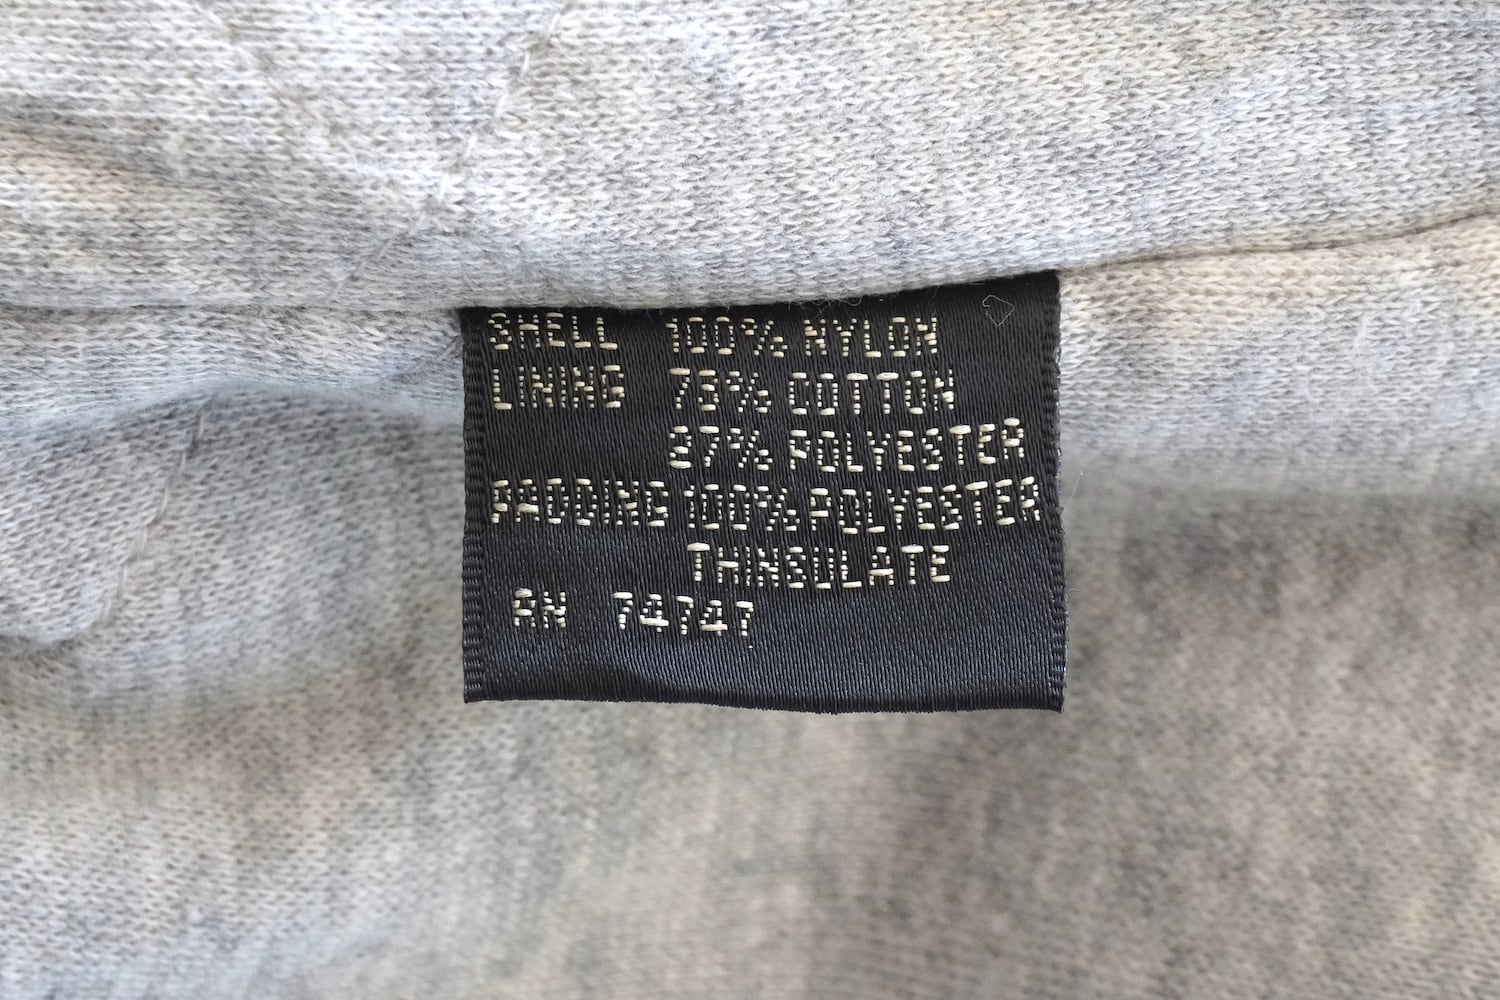 SHELL 100% NYLON
LINING 73% COTTON
27% POLYESTER
PADDING 100% POLYESTER
THINSULATE
RN 74747